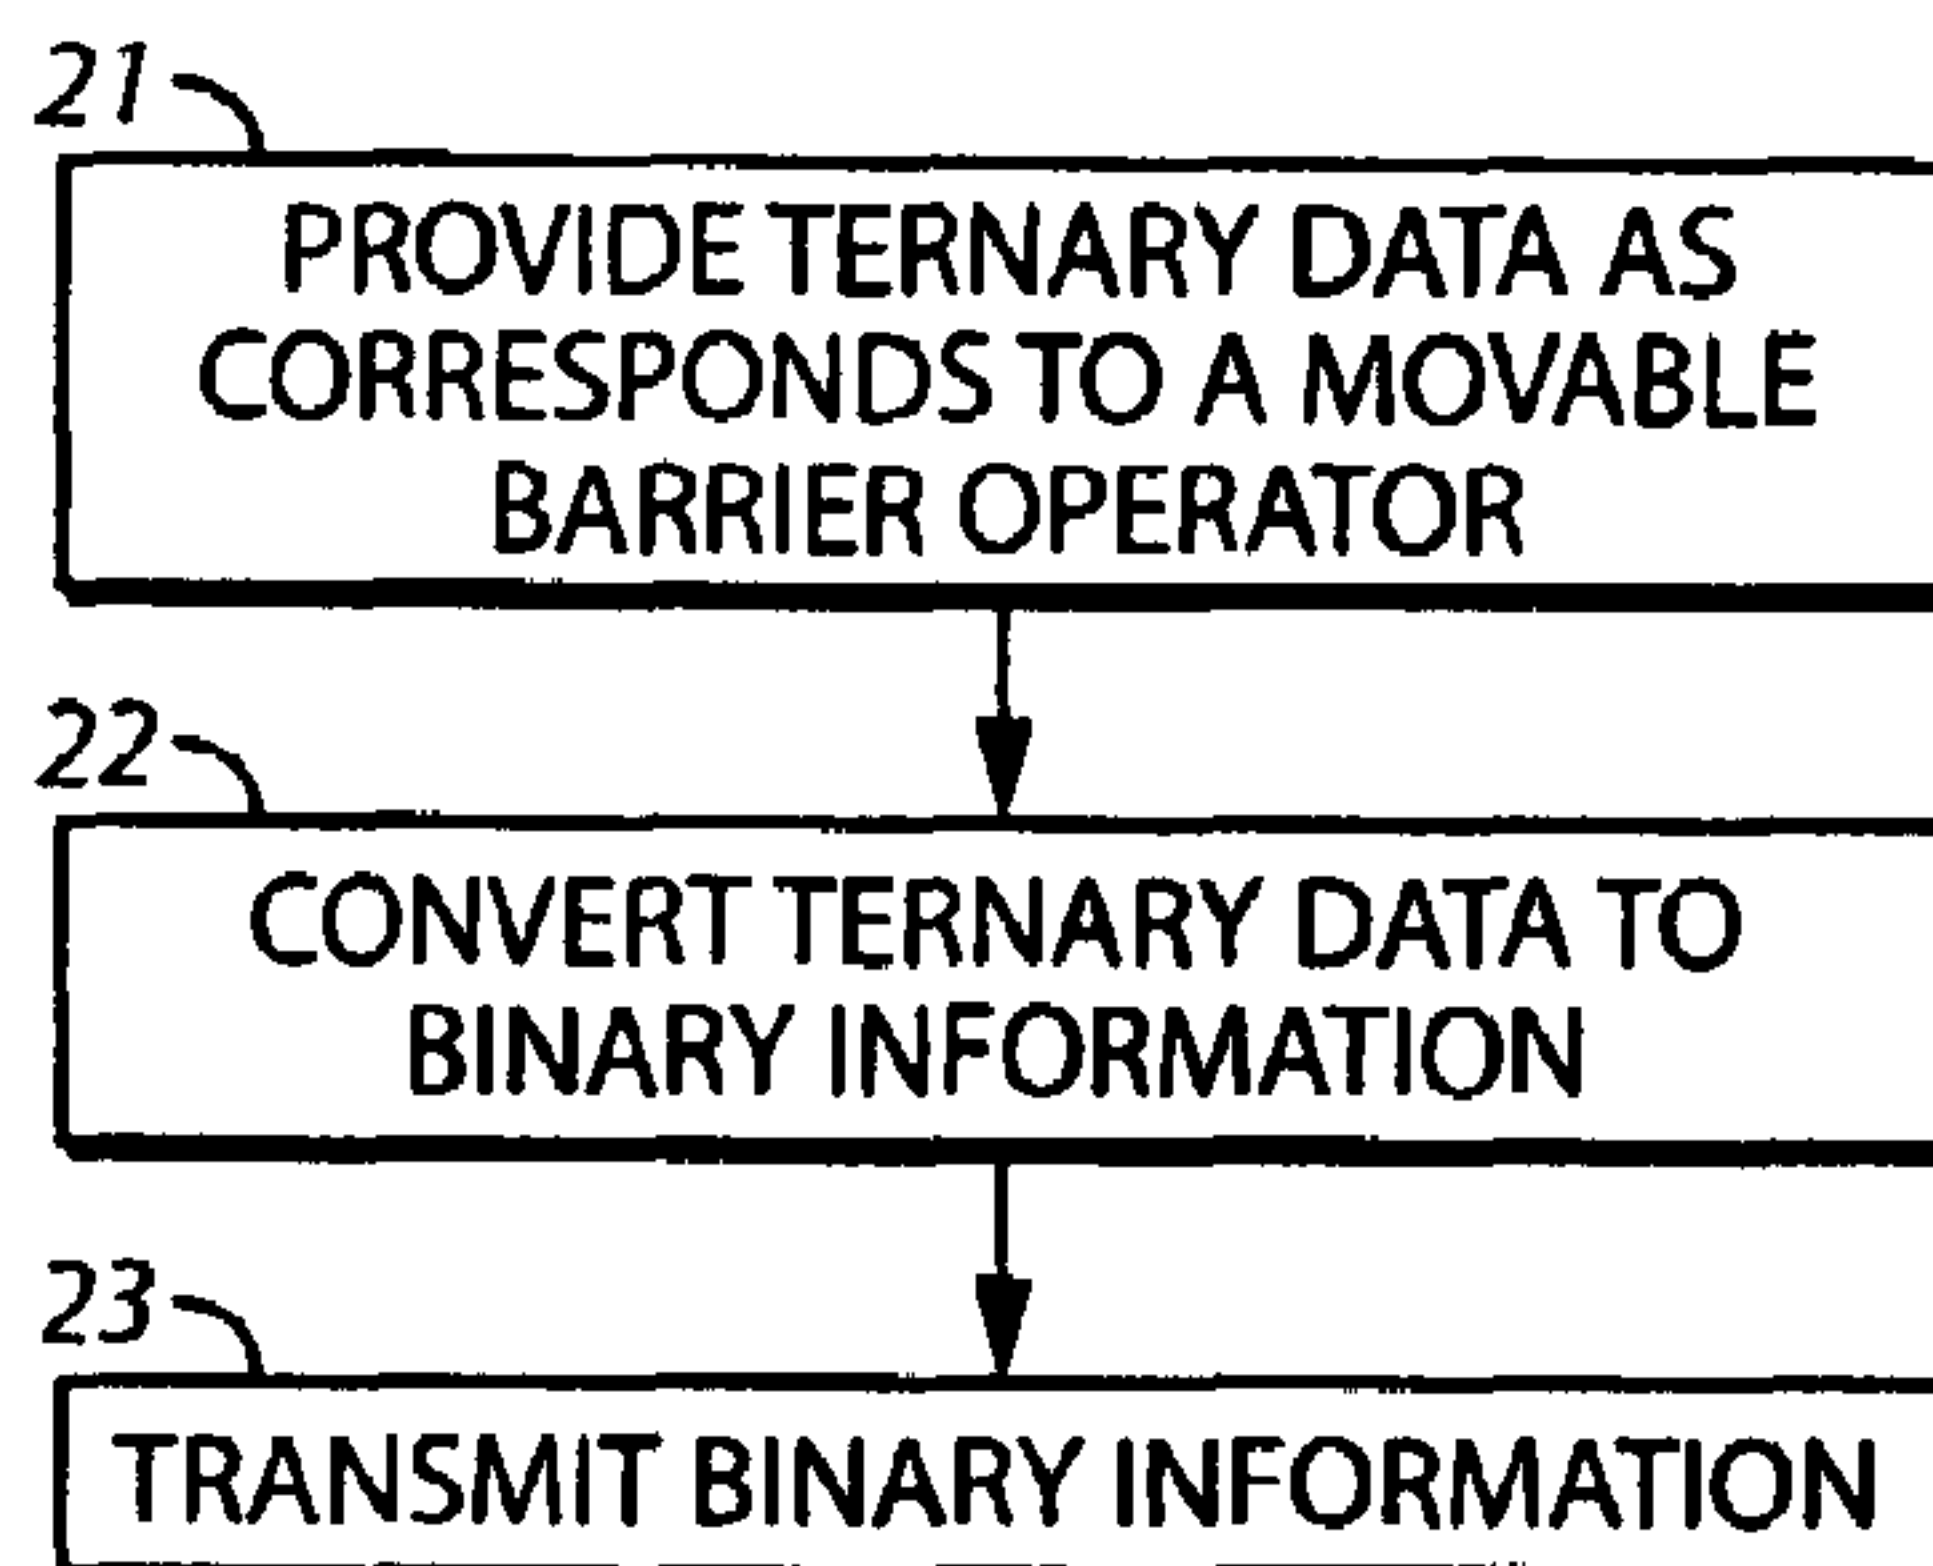 21
PROVIDE TERNARY DATA AS
CORRESPONDS TO A MOVABLE
BARRIER OPERATOR
22
CONVERT TERNARY DATA TO
BINARY INFORMATION
23
TRANSMIT BINARY INFORMATION